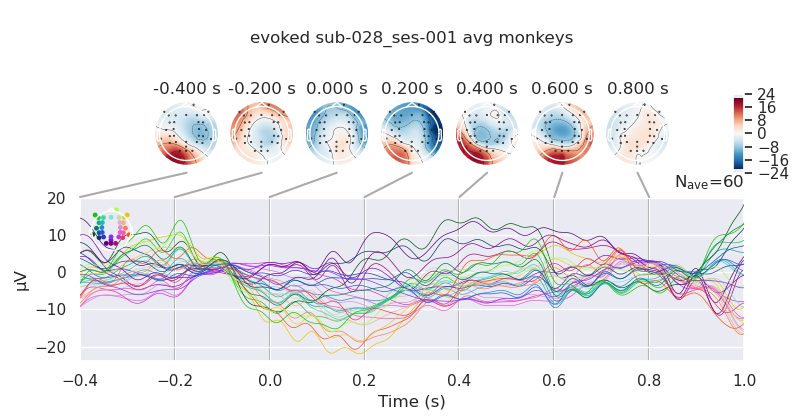 evoked sub-028_ses-001 avg monkeys
-0.400 s -0.200 s 0.000 s 0.200 s 0.400 s 0.600 s 0.800 s
24
16
8
0
−8
−16
−24
Nave=60
20
10
0
−10
−20
µV
−0.4 −0.2 0.0 0.2 0.4 0.6 0.8 1.0
Time (s)